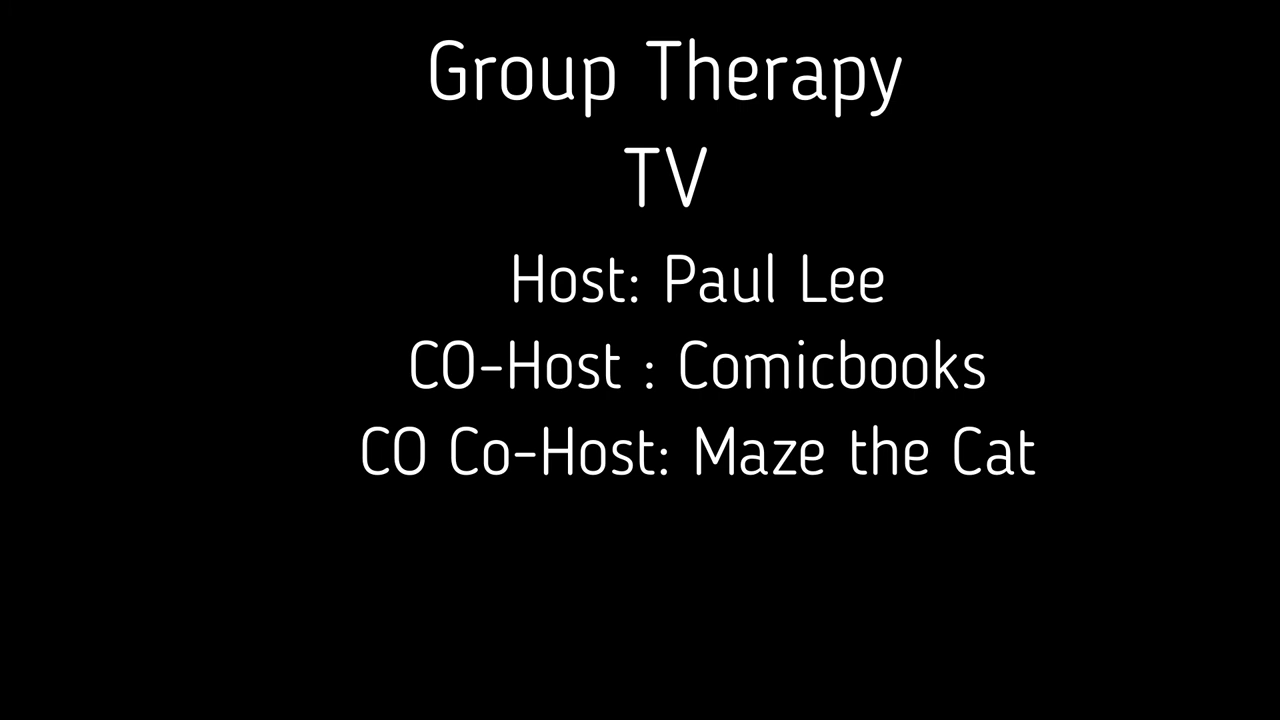 Group Therapy
TV
Host: Paul Lee
CO-Host : Comicbooks
CO Co-Host: Maze the Cat